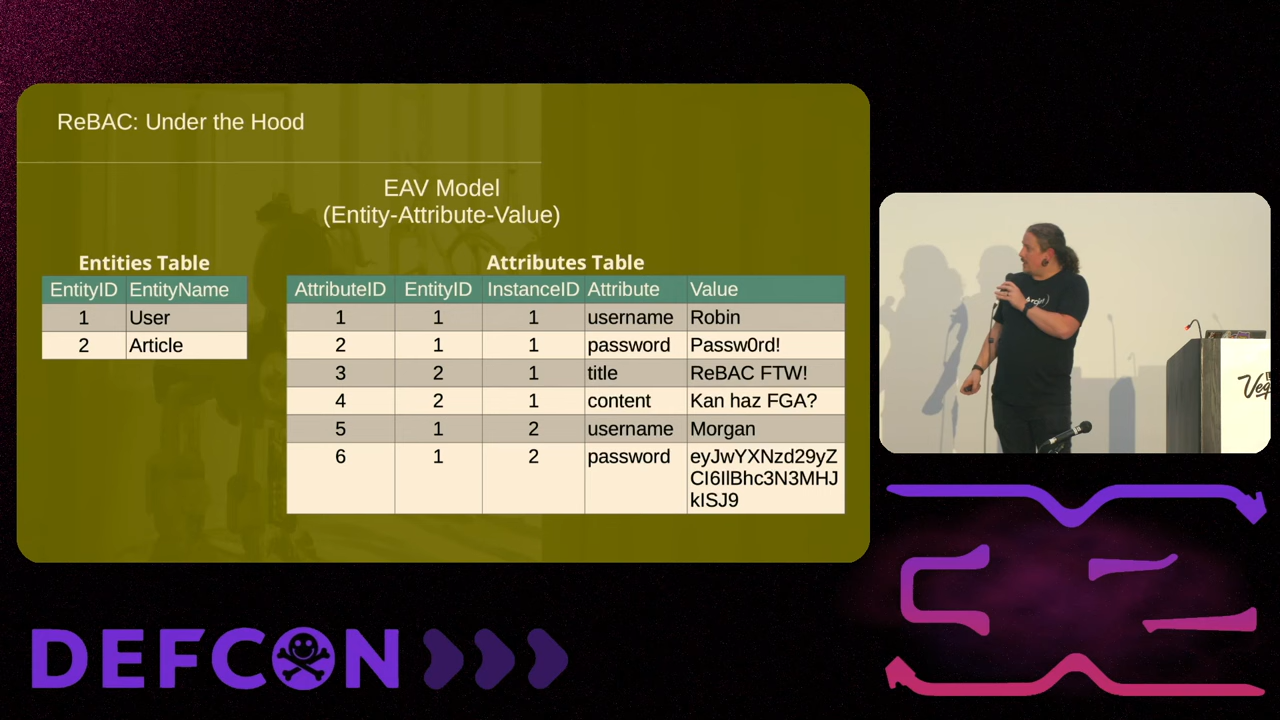 ReBAC: Under the Hood
EAV Model
(Entity-Attribute-Value)
Entities Table
EntityID EntityName
1 User
2 Article
Attributes Table
AttributeID EntityID InstanceID Attribute Value
1 1 1 username Robin
2 1 1 password Passw0rd!
3 2 1 title ReBAC FTW!
4 2 1 content Kan haz FGA?
5 1 2 username Morgan
6 1 2 password eyJwYXNzd29yZ
CI6IlBhc3N3MHJ
kISJ9
DEFCON